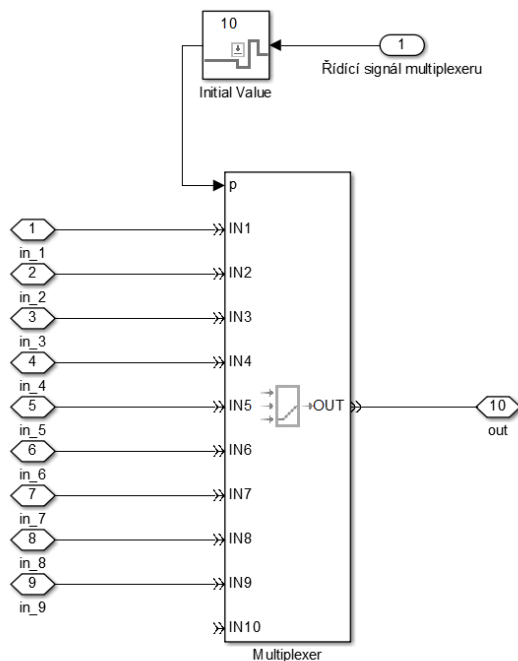 10
1
Initial Value
Řídící signál multiplexeru
p
1
IN1
in_1
2
IN2
in_2
3
IN3
in_3
4
IN4
in_4
5
IN5
OUT
10
in_5
out
6
IN6
in_6
7
IN7
in_7
8
IN8
in_8
9
IN9
in_9
IN10
Multiplexer